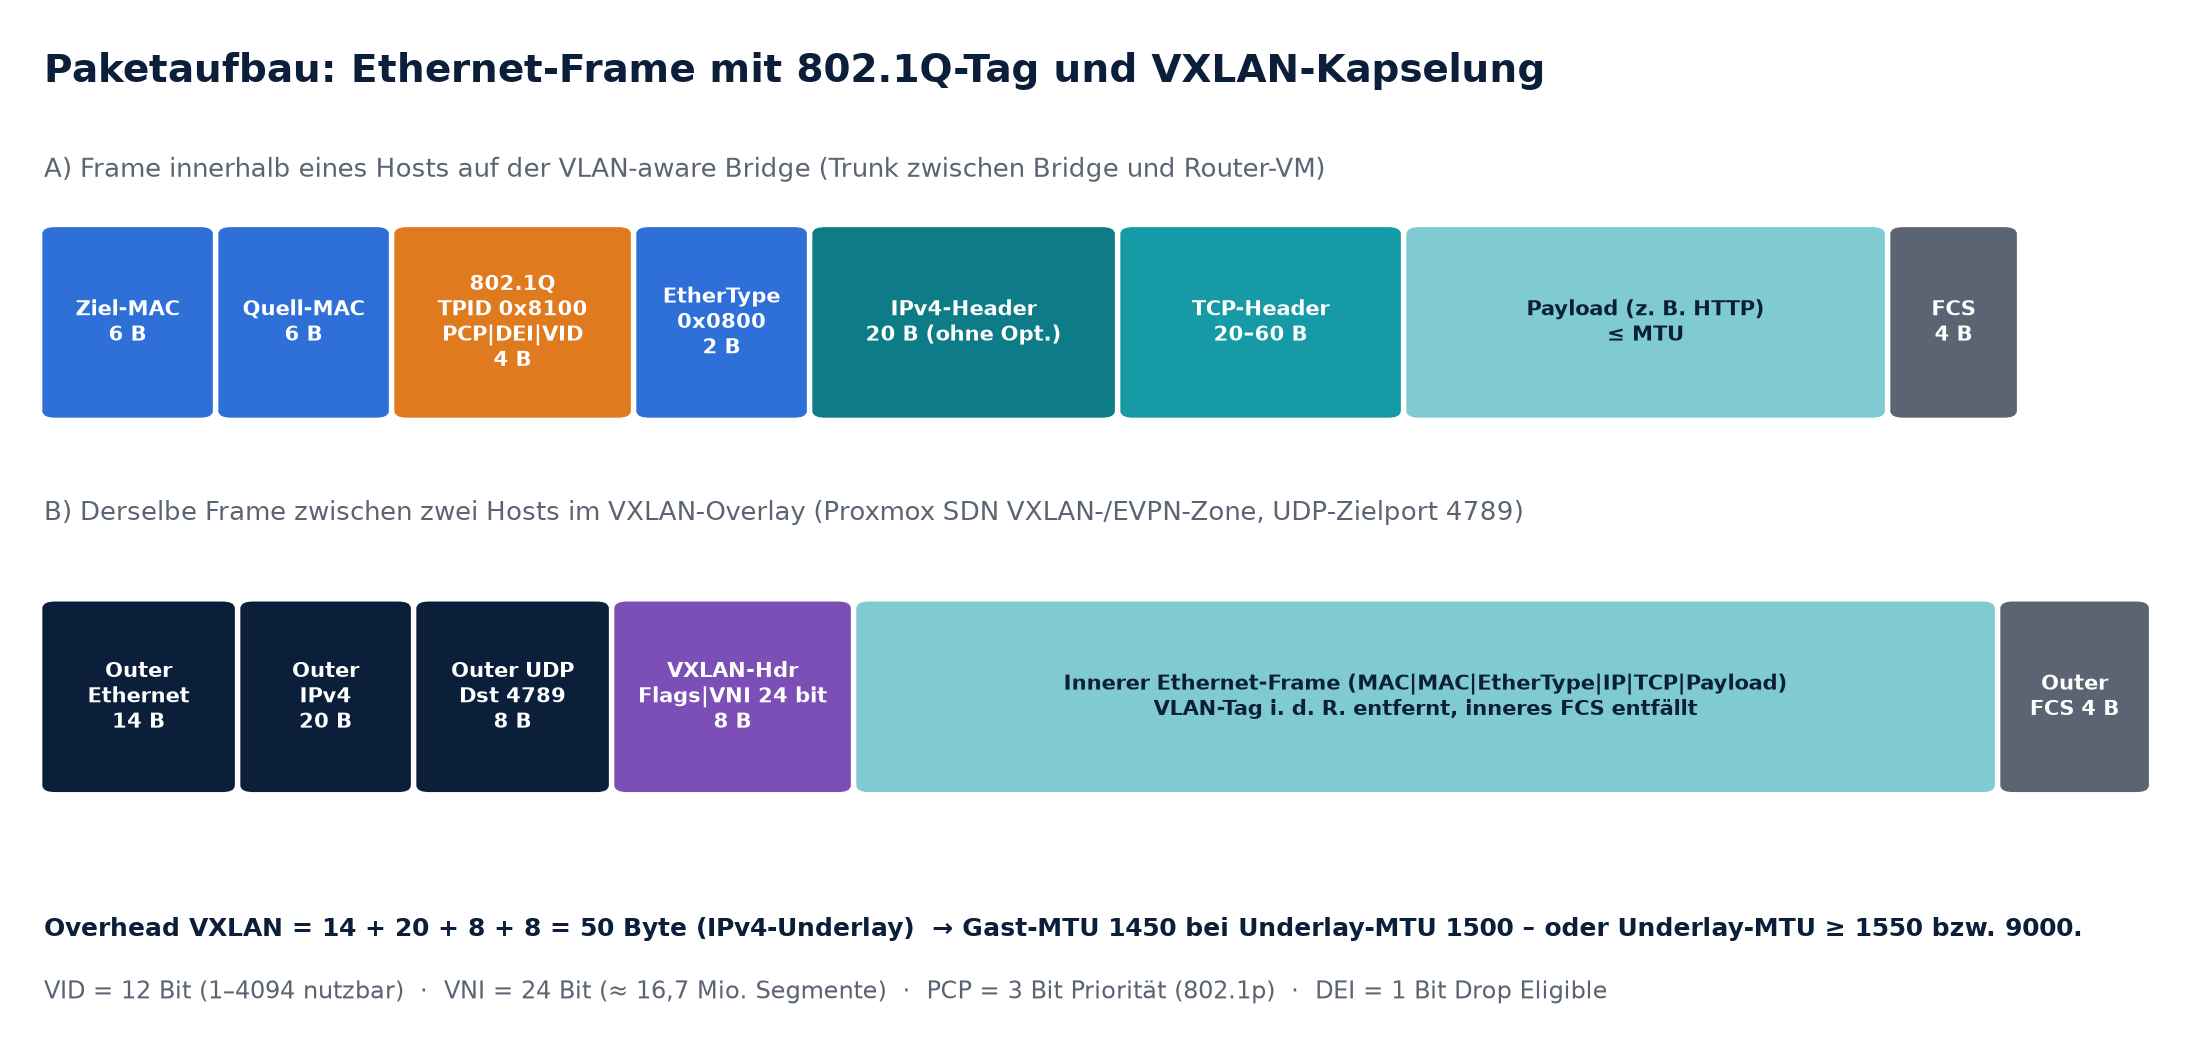 Paketaufbau: Ethernet-Frame mit 802.1Q-Tag und VXLAN-Kapselung
A) Frame innerhalb eines Hosts auf der VLAN-aware Bridge (Trunk zwischen Bridge und Router-VM)
Ziel-MAC
6 B
Quell-MAC
6 B
802.1Q
TPID 0x8100
PCP|DEI|VID
4 B
EtherType
0x0800
2 B
IPv4-Header
20 B (ohne Opt.)
TCP-Header
20–60 B
Payload (z. B. HTTP)
≤ MTU
FCS
4 B
B) Derselbe Frame zwischen zwei Hosts im VXLAN-Overlay (Proxmox SDN VXLAN-/EVPN-Zone, UDP-Zielport 4789)
Outer
Ethernet
14 B
Outer
IPv4
20 B
Outer UDP
Dst 4789
8 B
VXLAN-Hdr
Flags|VNI 24 bit
8 B
Innerer Ethernet-Frame (MAC|MAC|EtherType|IP|TCP|Payload)
VLAN-Tag i. d. R. entfernt, inneres FCS entfällt
Outer
FCS 4 B
Overhead VXLAN = 14 + 20 + 8 + 8 = 50 Byte (IPv4-Underlay) → Gast-MTU 1450 bei Underlay-MTU 1500 – oder Underlay-MTU ≥ 1550 bzw. 9000.
VID = 12 Bit (1–4094 nutzbar) · VNI = 24 Bit (≈ 16,7 Mio. Segmente) · PCP = 3 Bit Priorität (802.1p) · DEI = 1 Bit Drop Eligible